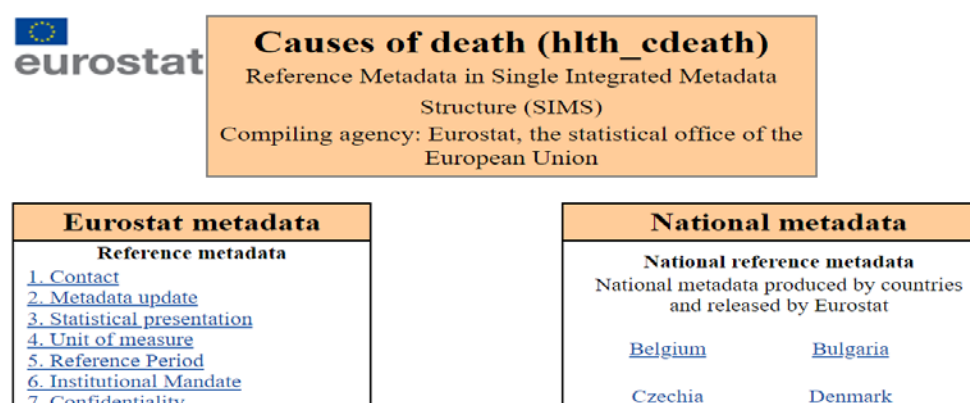 eurostat
Causes of death (hlth_cdeath)
Reference Metadata in Single Integrated Metadata
Structure (SIMS)
Compiling agency: Eurostat, the statistical office of the
European Union
Eurostat metadata
Reference metadata
1. Contact
2. Metadata update
3. Statistical presentation
4. Unit of measure
5. Reference Period
6. Institutional Mandate
7. Confidentiality
National metadata
National reference metadata
National metadata produced by countries
and released by Eurostat
Belgium Bulgaria
Czechia Denmark